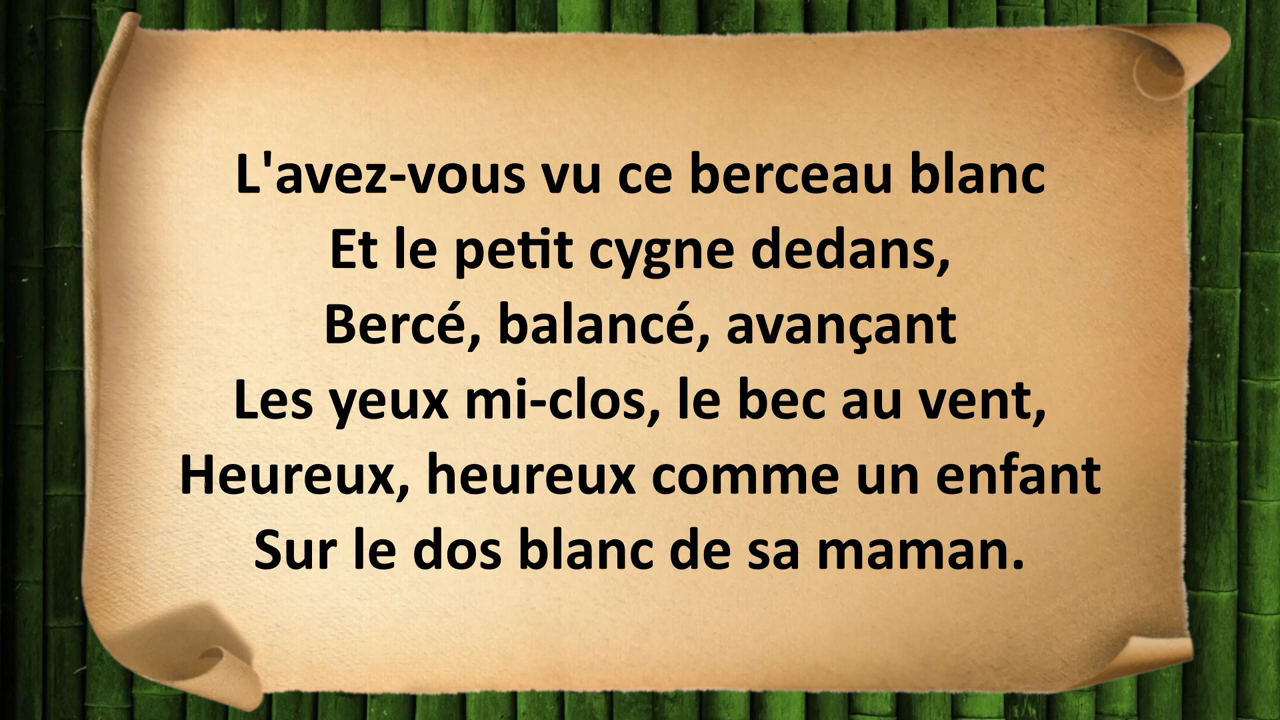 L'avez-vous vu ce berceau blanc
Et le petit cygne dedans,
Bercé, balancé, avançant
Les yeux mi-clos, le bec au vent,
Heureux, heureux comme un enfant
Sur le dos blanc de sa maman.